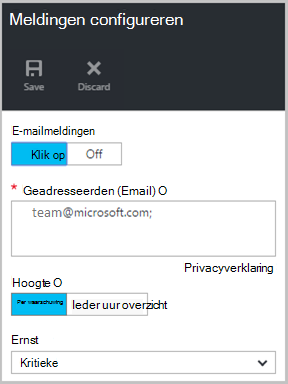 Meldingen configureren
Save Discard
E-mailmeldingen
Klik op Off
* Geadresseerden (Email) O
team@microsoft.com;
Privacyverklaring
Hoogte O
Per waarschuwing Ieder uur overzicht
Ernst
Kritieke